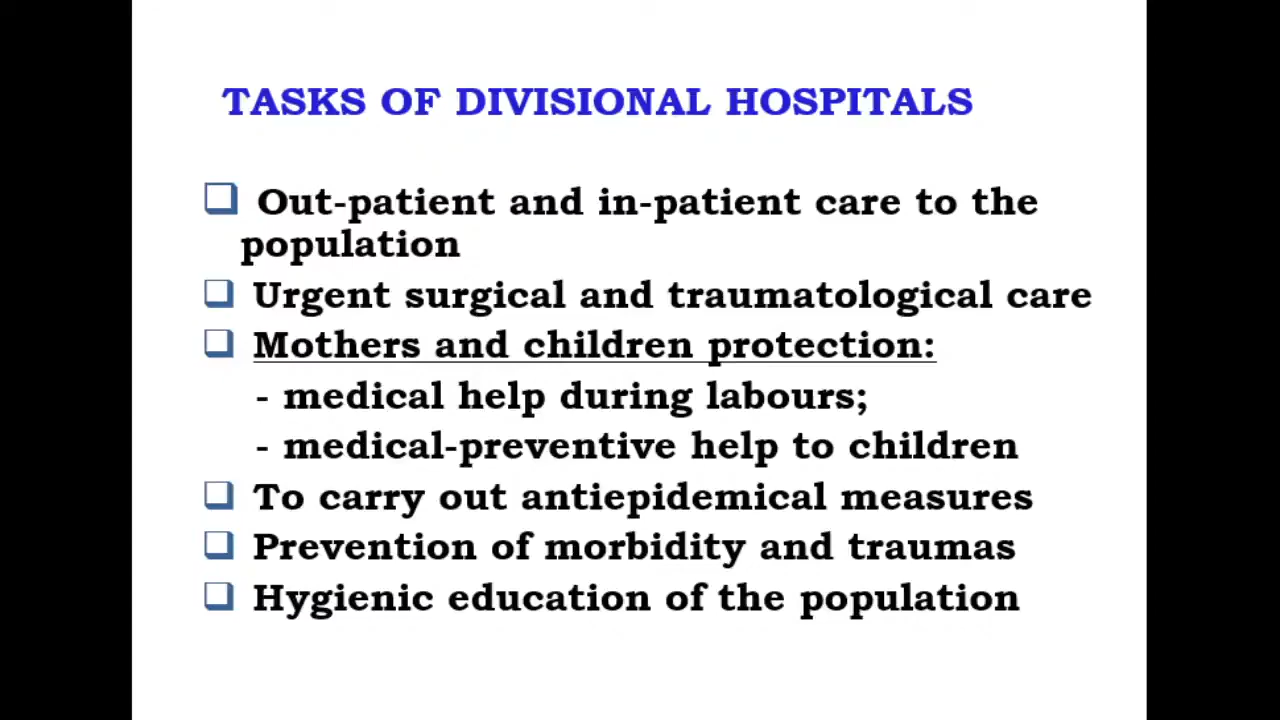 TASKS OF DIVISIONAL HOSPITALS
Out-patient and in-patient care to the
population
Urgent surgical and traumatological care
Mothers and children protection:
- medical help during labours;
- medical-preventive help to children
To carry out antiepidemical measures
Prevention of morbidity and traumas
Hygienic education of the population